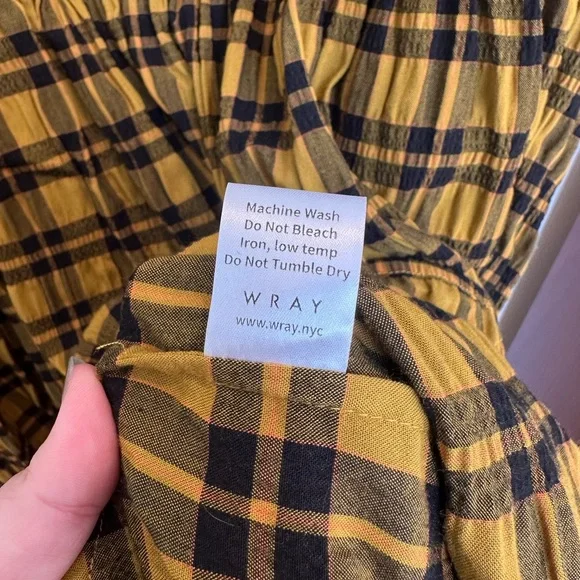 Machine Wash
Do Not Bleach
Iron, low temp
Do Not Tumble Dry
WRAY
www.wray.nyc